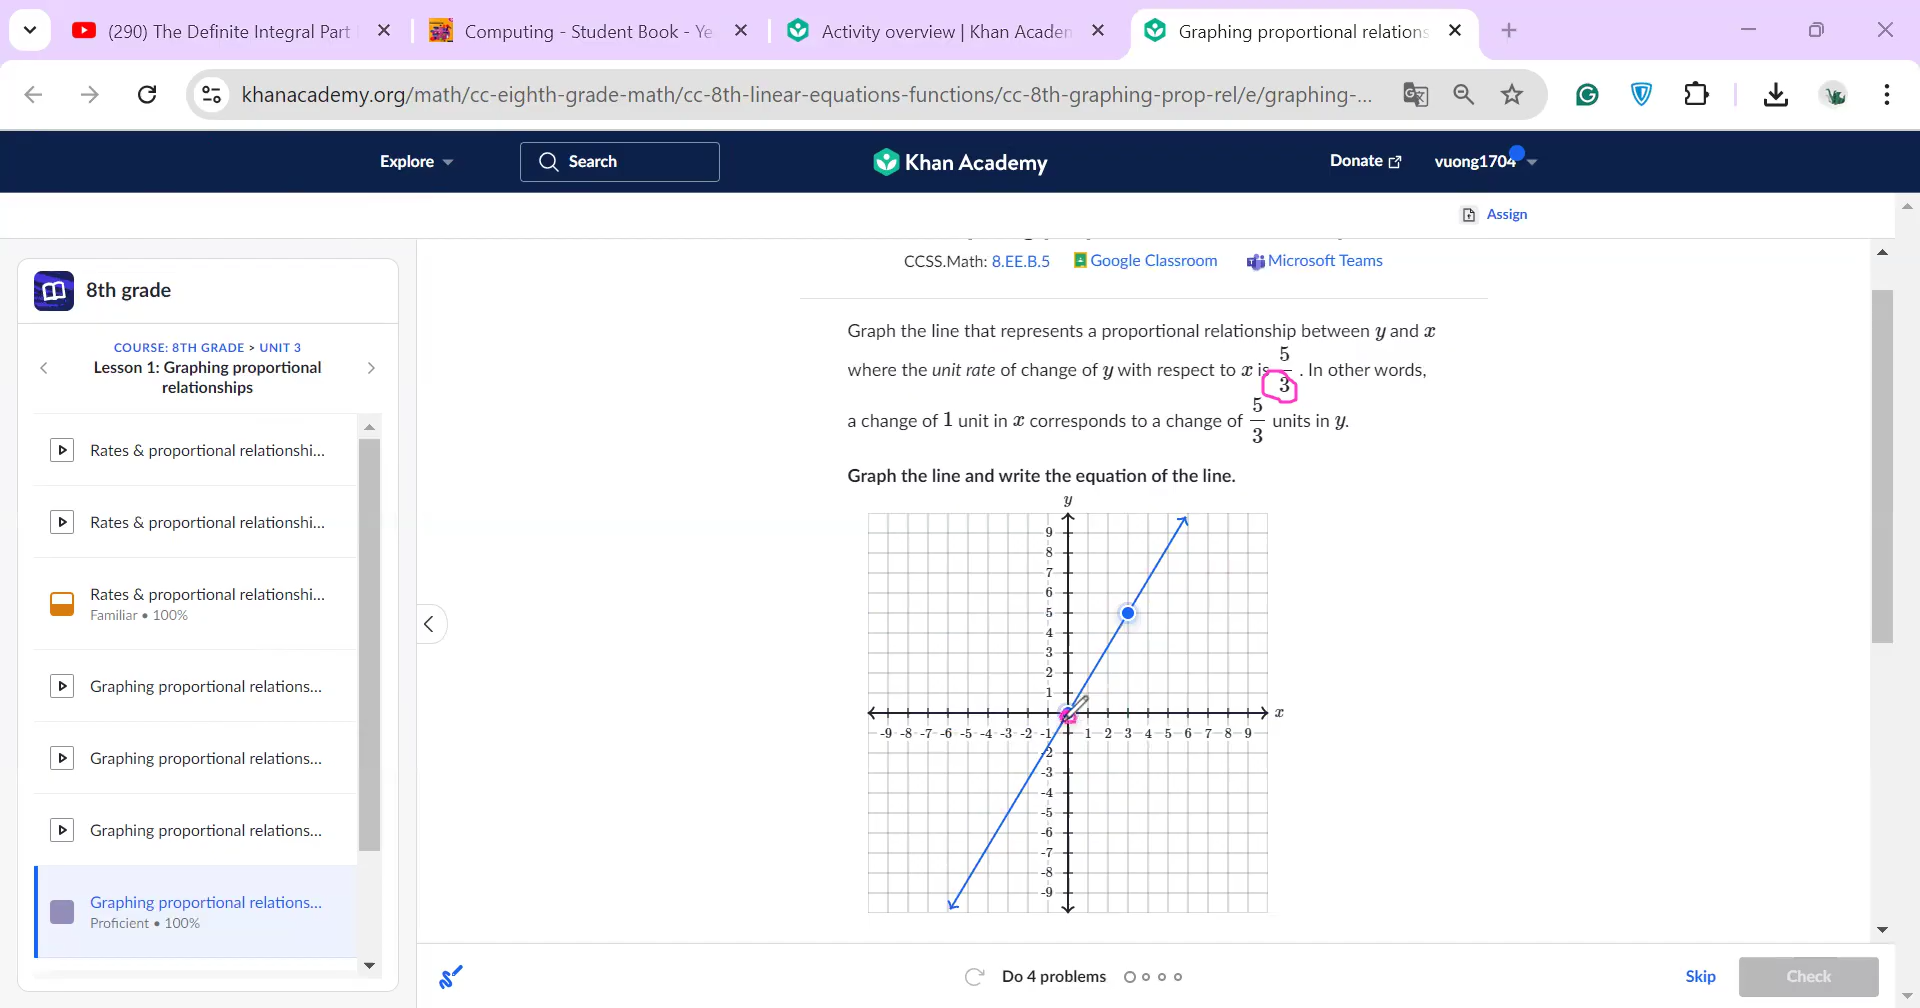 (290) The Definite Integral Part
Computing - Student Book - Ye
Activity overview | Khan Academ
Graphing proportional relations
khanacademy.org/math/cc-eighth-grade-math/cc-8th-linear-equations-functions/cc-8th-graphing-prop-rel/e/graphing-...
Explore
Search
Khan Academy
Donate
vuong1704
Assign
8th grade
COURSE: 8TH GRADE > UNIT 3
Lesson 1: Graphing proportional
relationships
Rates & proportional relationshi...
Rates & proportional relationshi...
Rates & proportional relationshi...
Familiar • 100%
Graphing proportional relations...
Graphing proportional relations...
Graphing proportional relations...
Graphing proportional relations...
Proficient • 100%
CCSS.Math: 8.EE.B.5 Google Classroom Microsoft Teams
Graph the line that represents a proportional relationship between y and x
where the unit rate of change of y with respect to x is 5/3. In other words,
a change of 1 unit in x corresponds to a change of 5/3 units in y.
Graph the line and write the equation of the line.
y
9
8
7
6
5
4
3
2
1
x
-9 -8 -7 -6 -5 -4 -3 -2 -1 1 2 3 4 5 6 7 8 9
-2
-3
-4
-5
-6
-7
-8
-9
Do 4 problems
Skip
Check